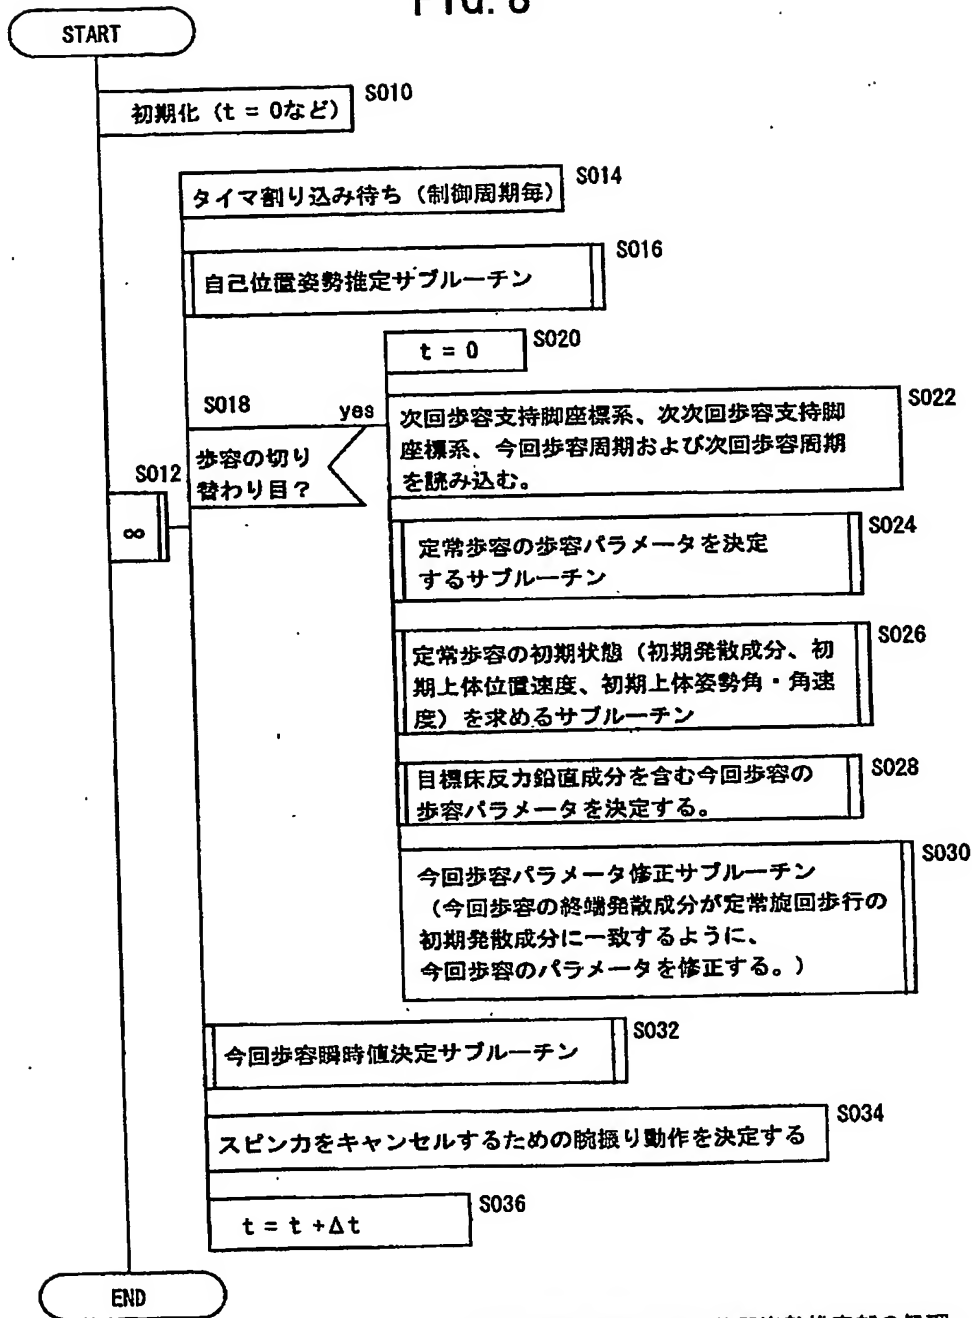 FIG. 8
START
初期化 (t = 0など)
S010
タイマ割り込み待ち (制御周期毎)
S014
自己位置姿勢推定サブルーチン
S016
t = 0
S020
S018
yes
歩容の切り
替わり目?
S012
∞
次回歩容支持脚座標系、次次回歩容支持脚
座標系、今回歩容周期および次回歩容周期
を読み込む。
S022
定常歩容の歩容パラメータを決定
するサブルーチン
S024
定常歩容の初期状態 (初期発散成分、初
期上体位置速度、初期上体姿勢角・角速
度) を求めるサブルーチン
S026
目標床反力鉛直成分を含む今回歩容の
歩容パラメータを決定する。
S028
今回歩容パラメータ修正サブルーチン
(今回歩容の終端発散成分が定常旋回歩行の
初期発散成分に一致するように、
今回歩容のパラメータを修正する。)
S030
今回歩容瞬時値決定サブルーチン
S032
スピン力をキャンセルするための腕振り動作を決定する
S034
t = t +Δt
S036
END